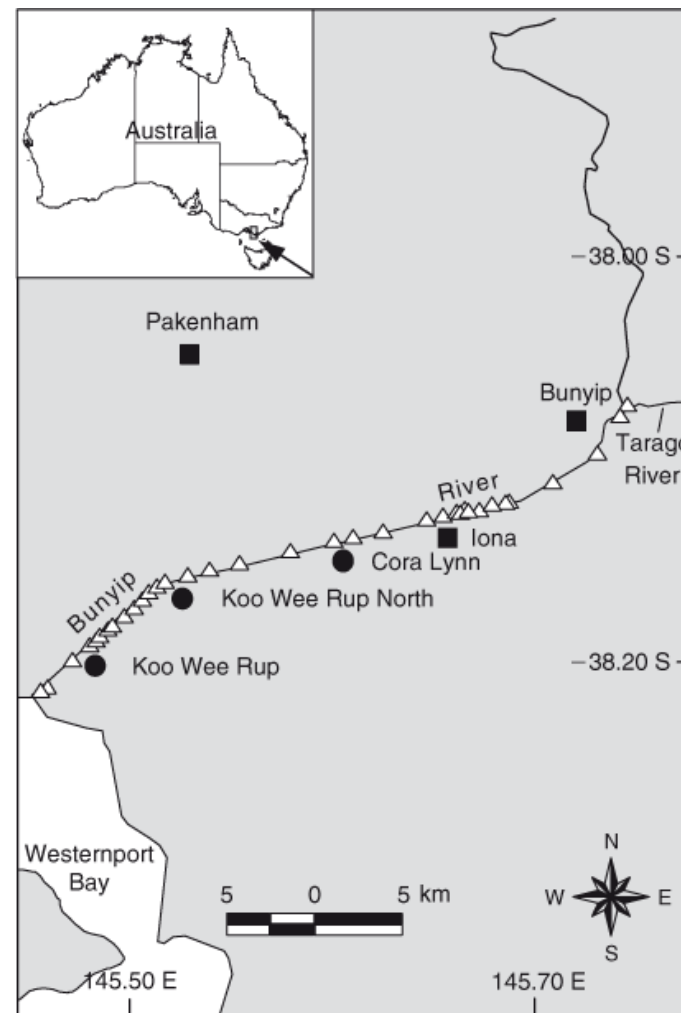 Australia
−38.00 S
Pakenham
Bunyip
River
Iona
Cora Lynn
Bunyip
Koo Wee Rup North
Koo Wee Rup
−38.20 S
River
Westernport
Bay
5 0 5 km
N
W E
S
145.50 E
145.70 E